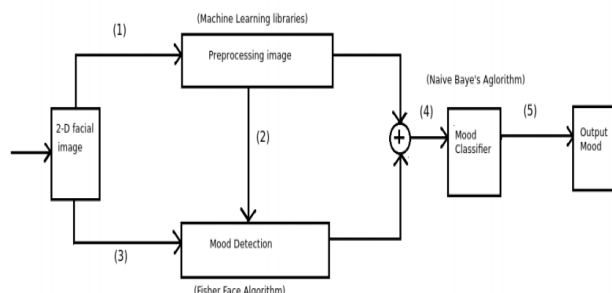 (Machine Learning libraries)
(1)
Preprocessing image
(Naive Baye's Aglorithm)
(4)
(5)
2-D facial
image
(2)
+
Mood
Classifier
Output
Mood
(3)
Mood Detection
(Fisher Face Algorithm)